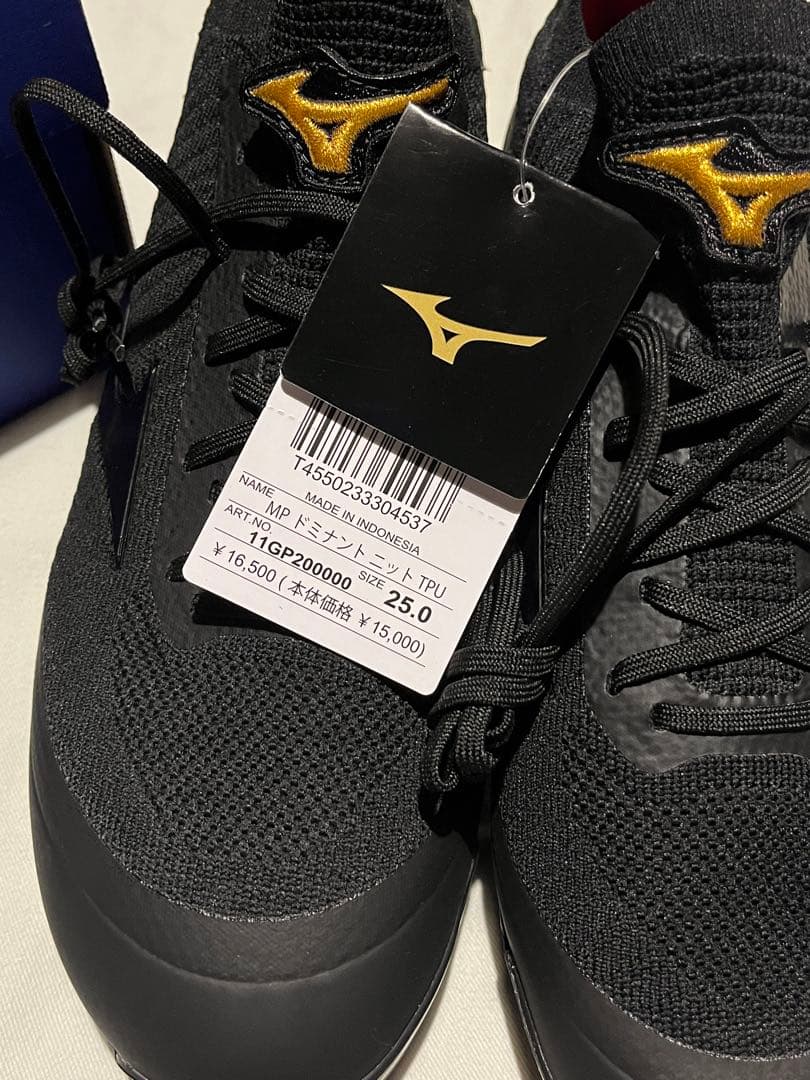 T4550233304537
NAME MADE IN INDONESIA
MP ドミナント ニット TPU
ART.NO. SIZE
11GP200000 25.0
¥16,500(本体価格 ¥15,000)